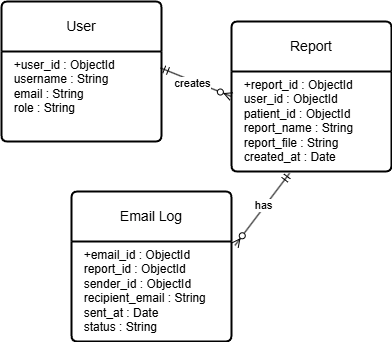 User
+user_id : ObjectId
username : String
email : String
role : String
creates
Report
+report_id : ObjectId
user_id : ObjectId
patient_id : ObjectId
report_name : String
report_file : String
created_at : Date
has
Email Log
+email_id : ObjectId
report_id : ObjectId
sender_id : ObjectId
recipient_email : String
sent_at : Date
status : String